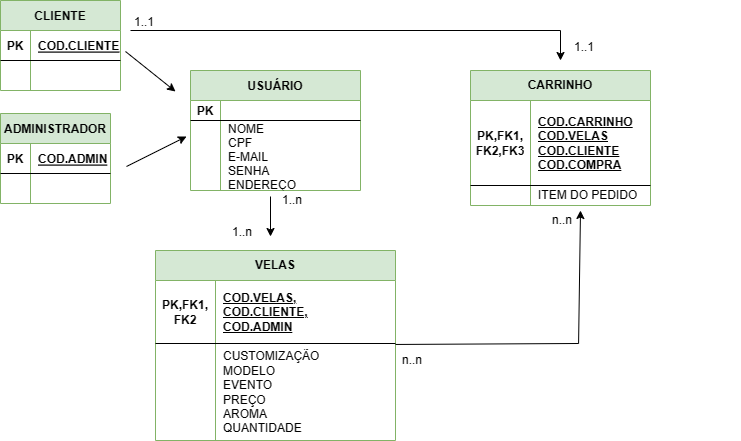 CLIENTE
PK COD.CLIENTE
1..1
1..1
USUÁRIO
PK
NOME
CPF
E-MAIL
SENHA
ENDEREÇO
CARRINHO
PK,FK1,
FK2,FK3
COD.CARRINHO
COD.VELAS
COD.CLIENTE
COD.COMPRA
ITEM DO PEDIDO
ADMINISTRADOR
PK COD.ADMIN
1..n
1..n
n..n
VELAS
PK,FK1,
FK2
COD.VELAS,
COD.CLIENTE,
COD.ADMIN
CUSTOMIZAÇÃO
MODELO
EVENTO
PREÇO
AROMA
QUANTIDADE
n..n